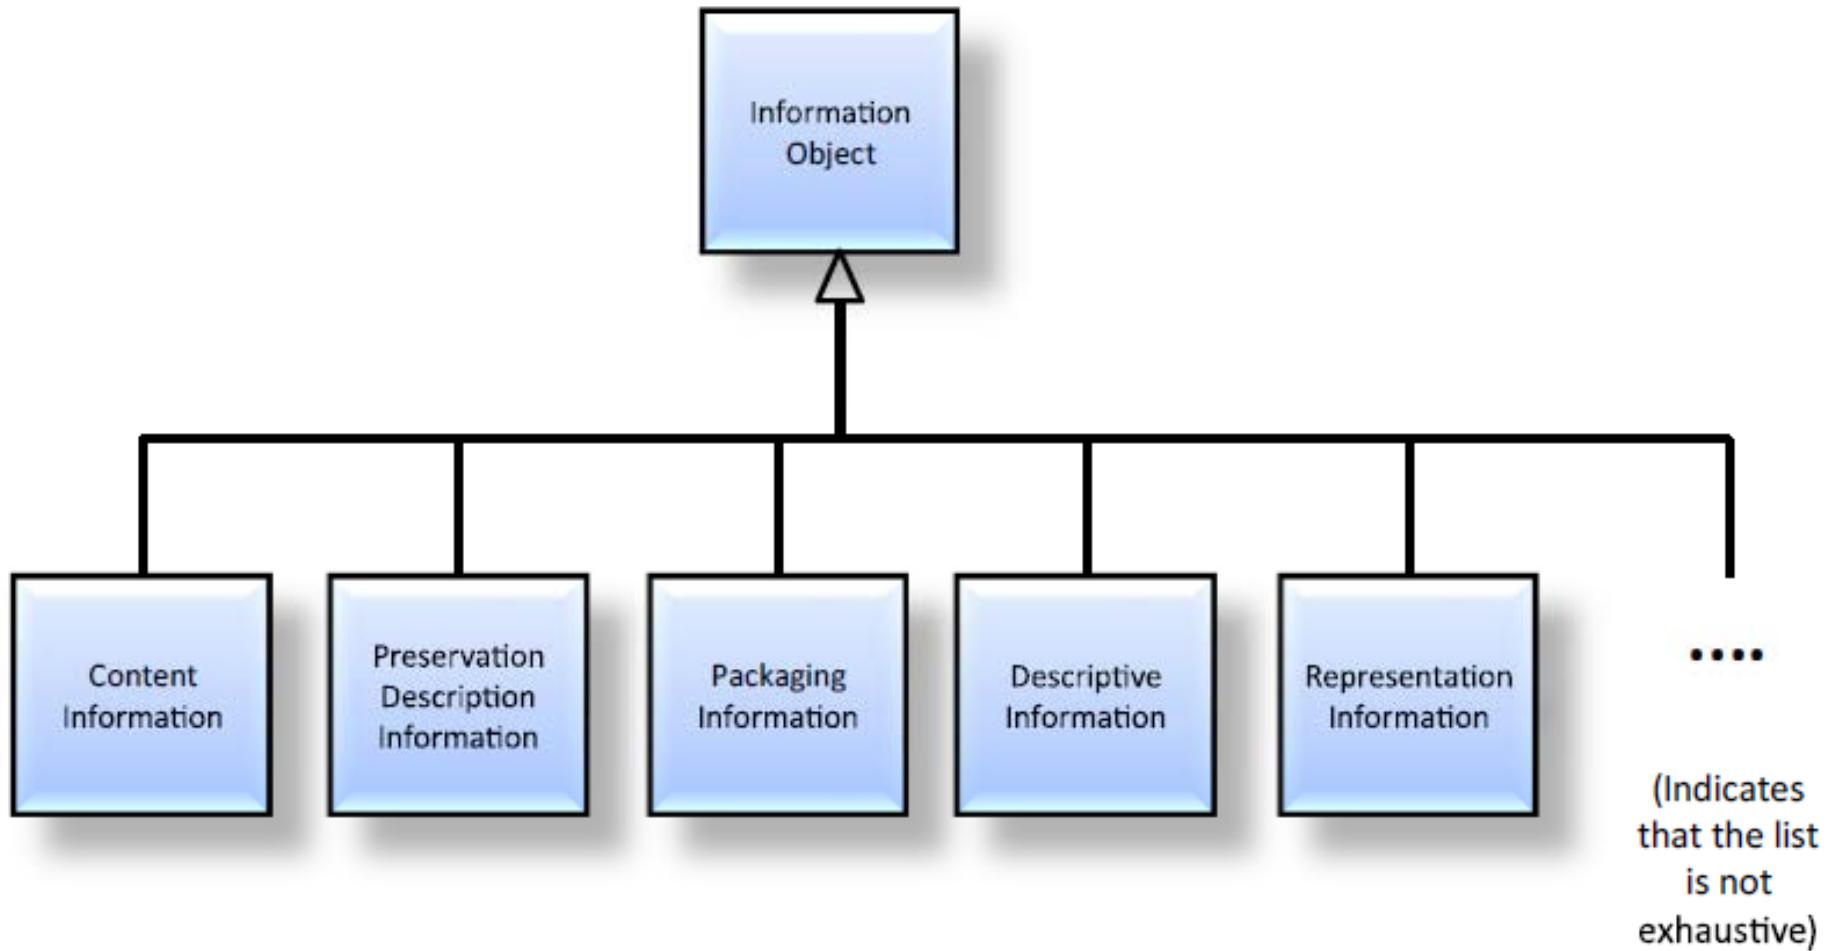 Information
Object
Content
Information
Preservation
Description
Information
Packaging
Information
Descriptive
Information
Representation
Information
....
(Indicates
that the list
is not
exhaustive)